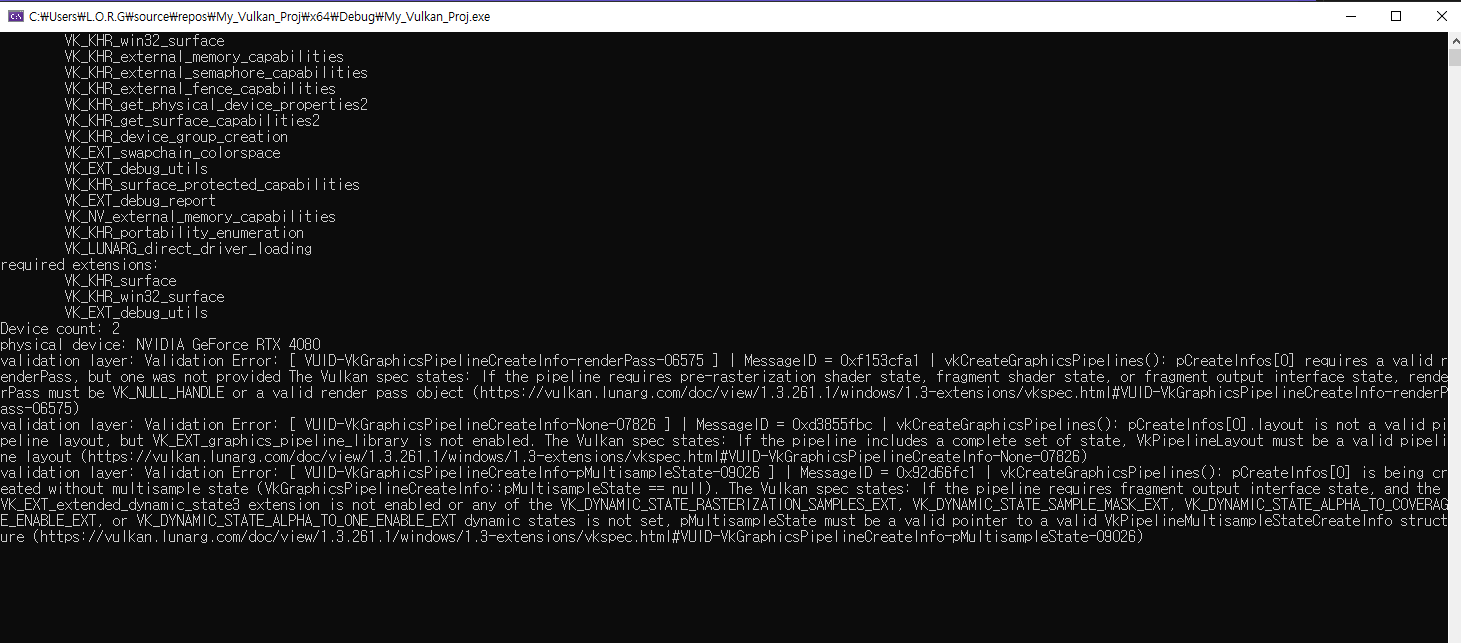 C:₩Users₩L.O.R.G₩source₩repos₩My_Vulkan_Proj₩x64₩Debug₩My_Vulkan_Proj.exe
VK_KHR_win32_surface
VK_KHR_external_memory_capabilities
VK_KHR_external_semaphore_capabilities
VK_KHR_external_fence_capabilities
VK_KHR_get_physical_device_properties2
VK_KHR_get_surface_capabilities2
VK_KHR_device_group_creation
VK_EXT_swapchain_colorspace
VK_EXT_debug_utils
VK_KHR_surface_protected_capabilities
VK_EXT_debug_report
VK_NV_external_memory_capabilities
VK_KHR_portability_enumeration
VK_LUNARG_direct_driver_loading
required extensions:
VK_KHR_surface
VK_KHR_win32_surface
VK_EXT_debug_utils
Device count: 2
physical device: NVIDIA GeForce RTX 4080
validation layer: Validation Error: [ VUID-VkGraphicsPipelineCreateInfo-renderPass-06575 ] | MessageID = 0xf153cfa1 | vkCreateGraphicsPipelines(): pCreateInfos[0] requires a valid r
enderPass, but one was not provided The Vulkan spec states: If the pipeline requires pre-rasterization shader state, fragment shader state, or fragment output interface state, rende
rPass must be VK_NULL_HANDLE or a valid render pass object (https://vulkan.lunarg.com/doc/view/1.3.261.1/windows/1.3-extensions/vkspec.html#VUID-VkGraphicsPipelineCreateInfo-renderP
ass-06575)
validation layer: Validation Error: [ VUID-VkGraphicsPipelineCreateInfo-None-07826 ] | MessageID = 0xd3855fbc | vkCreateGraphicsPipelines(): pCreateInfos[0].layout is not a valid pi
peline layout, but VK_EXT_graphics_pipeline_library is not enabled. The Vulkan spec states: If the pipeline includes a complete set of state, VkPipelineLayout must be a valid pipeli
ne layout (https://vulkan.lunarg.com/doc/view/1.3.261.1/windows/1.3-extensions/vkspec.html#VUID-VkGraphicsPipelineCreateInfo-None-07826)
validation layer: Validation Error: [ VUID-VkGraphicsPipelineCreateInfo-pMultisampleState-09026 ] | MessageID = 0x92d66fc1 | vkCreateGraphicsPipelines(): pCreateInfos[0] is being cr
eated without multisample state (VkGraphicsPipelineCreateInfo::pMultisampleState == null). The Vulkan spec states: If the pipeline requires fragment output interface state, and the
VK_EXT_extended_dynamic_state3 extension is not enabled or any of the VK_DYNAMIC_STATE_RASTERIZATION_SAMPLES_EXT, VK_DYNAMIC_STATE_SAMPLE_MASK_EXT, VK_DYNAMIC_STATE_ALPHA_TO_COVERAG
E_ENABLE_EXT, or VK_DYNAMIC_STATE_ALPHA_TO_ONE_ENABLE_EXT dynamic states is not set, pMultisampleState must be a valid pointer to a valid VkPipelineMultisampleStateCreateInfo struct
ure (https://vulkan.lunarg.com/doc/view/1.3.261.1/windows/1.3-extensions/vkspec.html#VUID-VkGraphicsPipelineCreateInfo-pMultisampleState-09026)